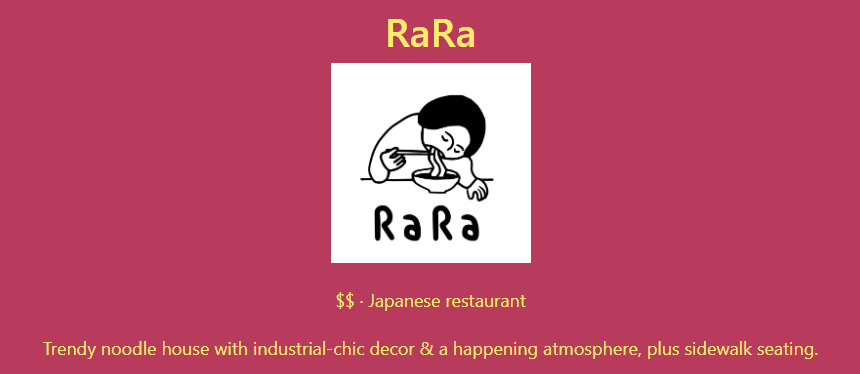 RaRa
RaRa
$$ · Japanese restaurant
Trendy noodle house with industrial-chic decor & a happening atmosphere, plus sidewalk seating.